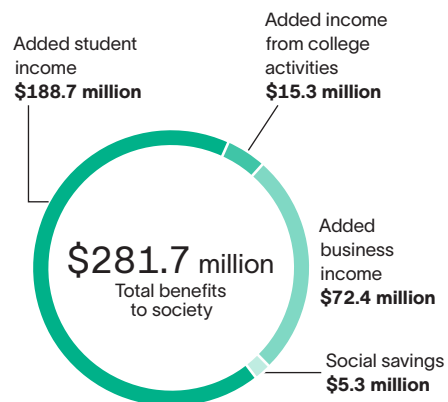 Added student
income
$188.7 million
Added income
from college
activities
$15.3 million
$281.7 million
Total benefits
to society
Added
business
income
$72.4 million
Social savings
$5.3 million